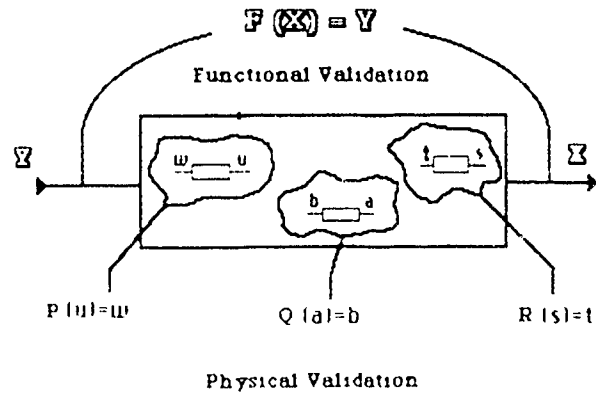 F (X) = Y
Functional Validation
Y
X
w u
t s
b a
P (u)=w
Q (a)=b
R (s)=t
Physical Validation